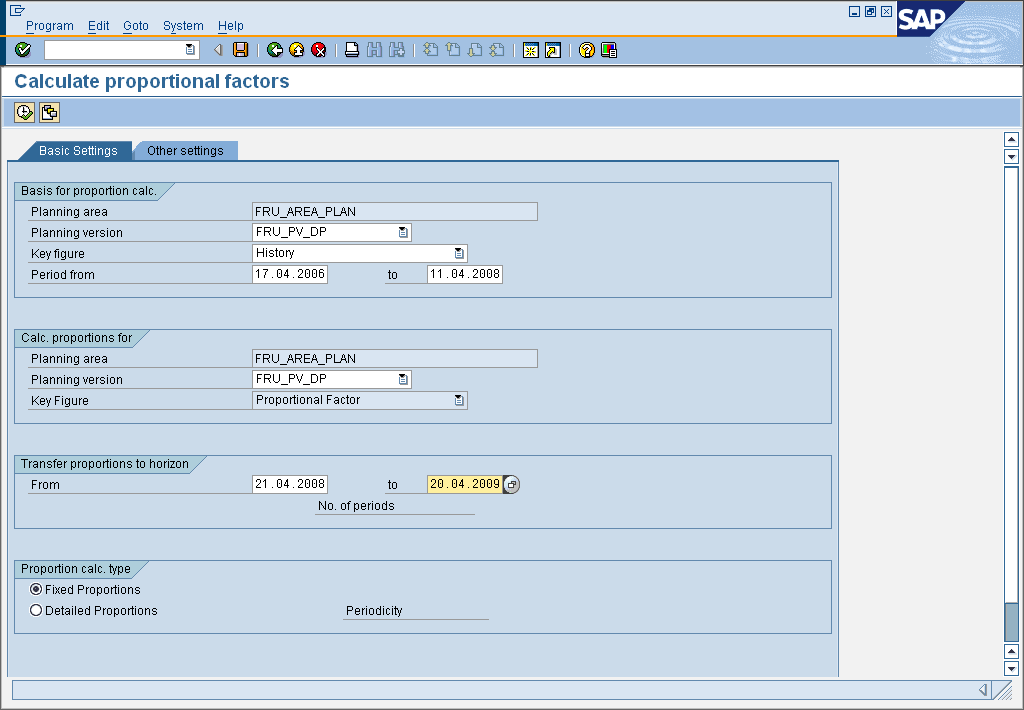 Program Edit Goto System Help
SAP
Calculate proportional factors
Basic Settings Other settings
Basis for proportion calc.
Planning area FRU_AREA_PLAN
Planning version FRU_PV_DP
Key figure History
Period from 17.04.2006 to 11.04.2008
Calc. proportions for
Planning area FRU_AREA_PLAN
Planning version FRU_PV_DP
Key Figure Proportional Factor
Transfer proportions to horizon
From 21.04.2008 to 20.04.2009
No. of periods
Proportion calc. type
Fixed Proportions
Detailed Proportions Periodicity